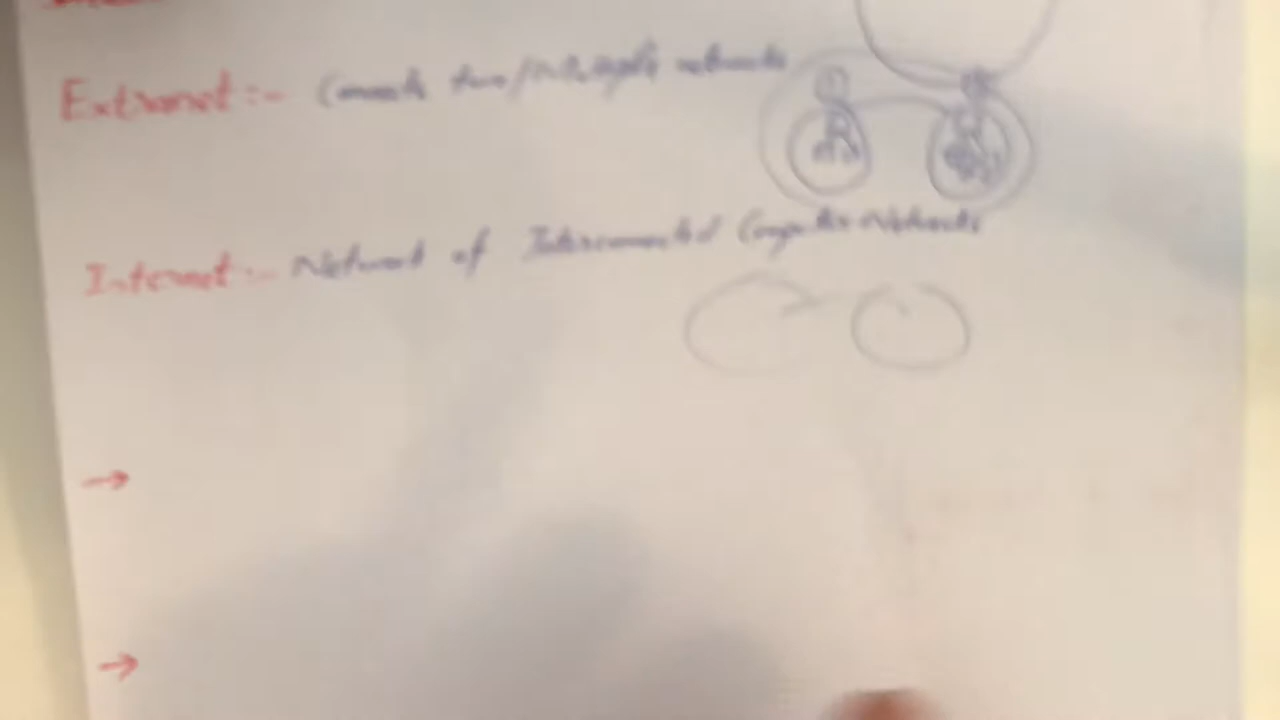 Extranet :- Connects two/multiple networks
Internet :- Network of Interconnected Computer Networks
→
→